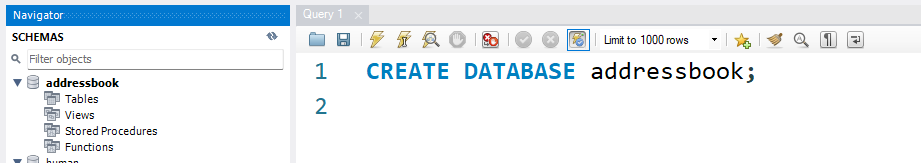 Navigator
SCHEMAS
Filter objects
addressbook
Tables
Views
Stored Procedures
Functions
human
Query 1
Limit to 1000 rows
1 CREATE DATABASE addressbook;
2